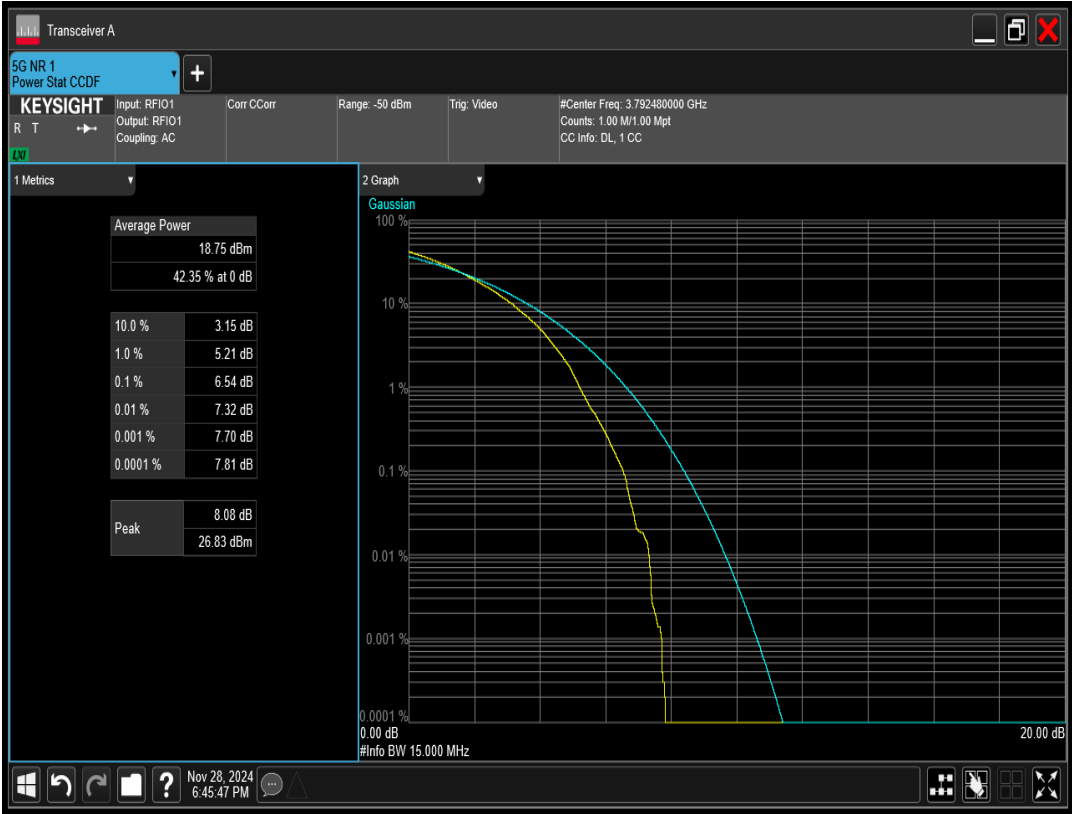 Transceiver A
5G NR 1
Power Stat CCDF
KEYSIGHT
R T
LXI
Input: RFIO1
Output: RFIO1
Coupling: AC
Corr CCorr
Range: -50 dBm
Trig: Video
#Center Freq: 3.792480000 GHz
Counts: 1.00 M/1.00 Mpt
CC Info: DL, 1 CC
1 Metrics
Average Power
18.75 dBm
42.35 % at 0 dB
10.0 % 3.15 dB
1.0 % 5.21 dB
0.1 % 6.54 dB
0.01 % 7.32 dB
0.001 % 7.70 dB
0.0001 % 7.81 dB
Peak 8.08 dB
26.83 dBm
2 Graph
Gaussian
100 %
10 %
1 %
0.1 %
0.01 %
0.001 %
0.0001 %
0.00 dB 20.00 dB
#Info BW 15.000 MHz
Nov 28, 2024
6:45:47 PM